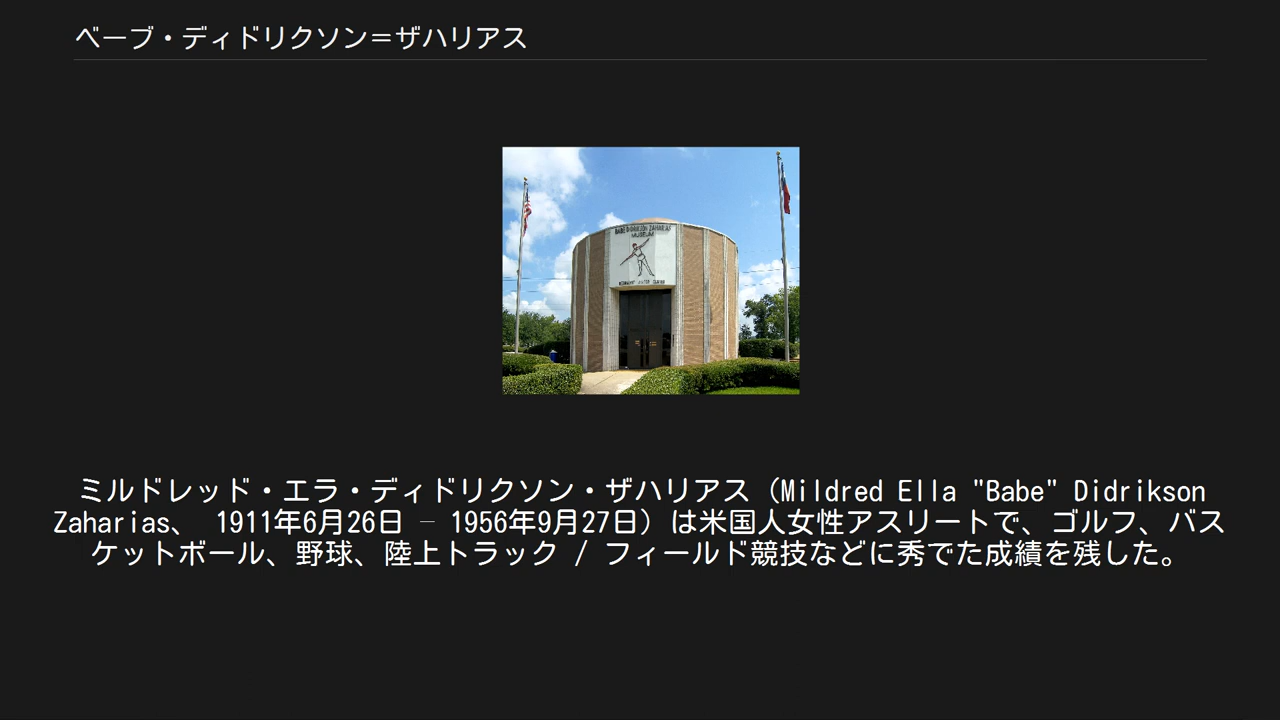 ベーブ・ディドリクソン＝ザハリアス
BABE DIDRIKSON ZAHARIAS
MUSEUM
ミルドレッド・エラ・ディドリクソン・ザハリアス（Mildred Ella "Babe" Didrikson
Zaharias、 1911年6月26日 – 1956年9月27日）は米国人女性アスリートで、ゴルフ、バス
ケットボール、野球、陸上トラック / フィールド競技などに秀でた成績を残した。